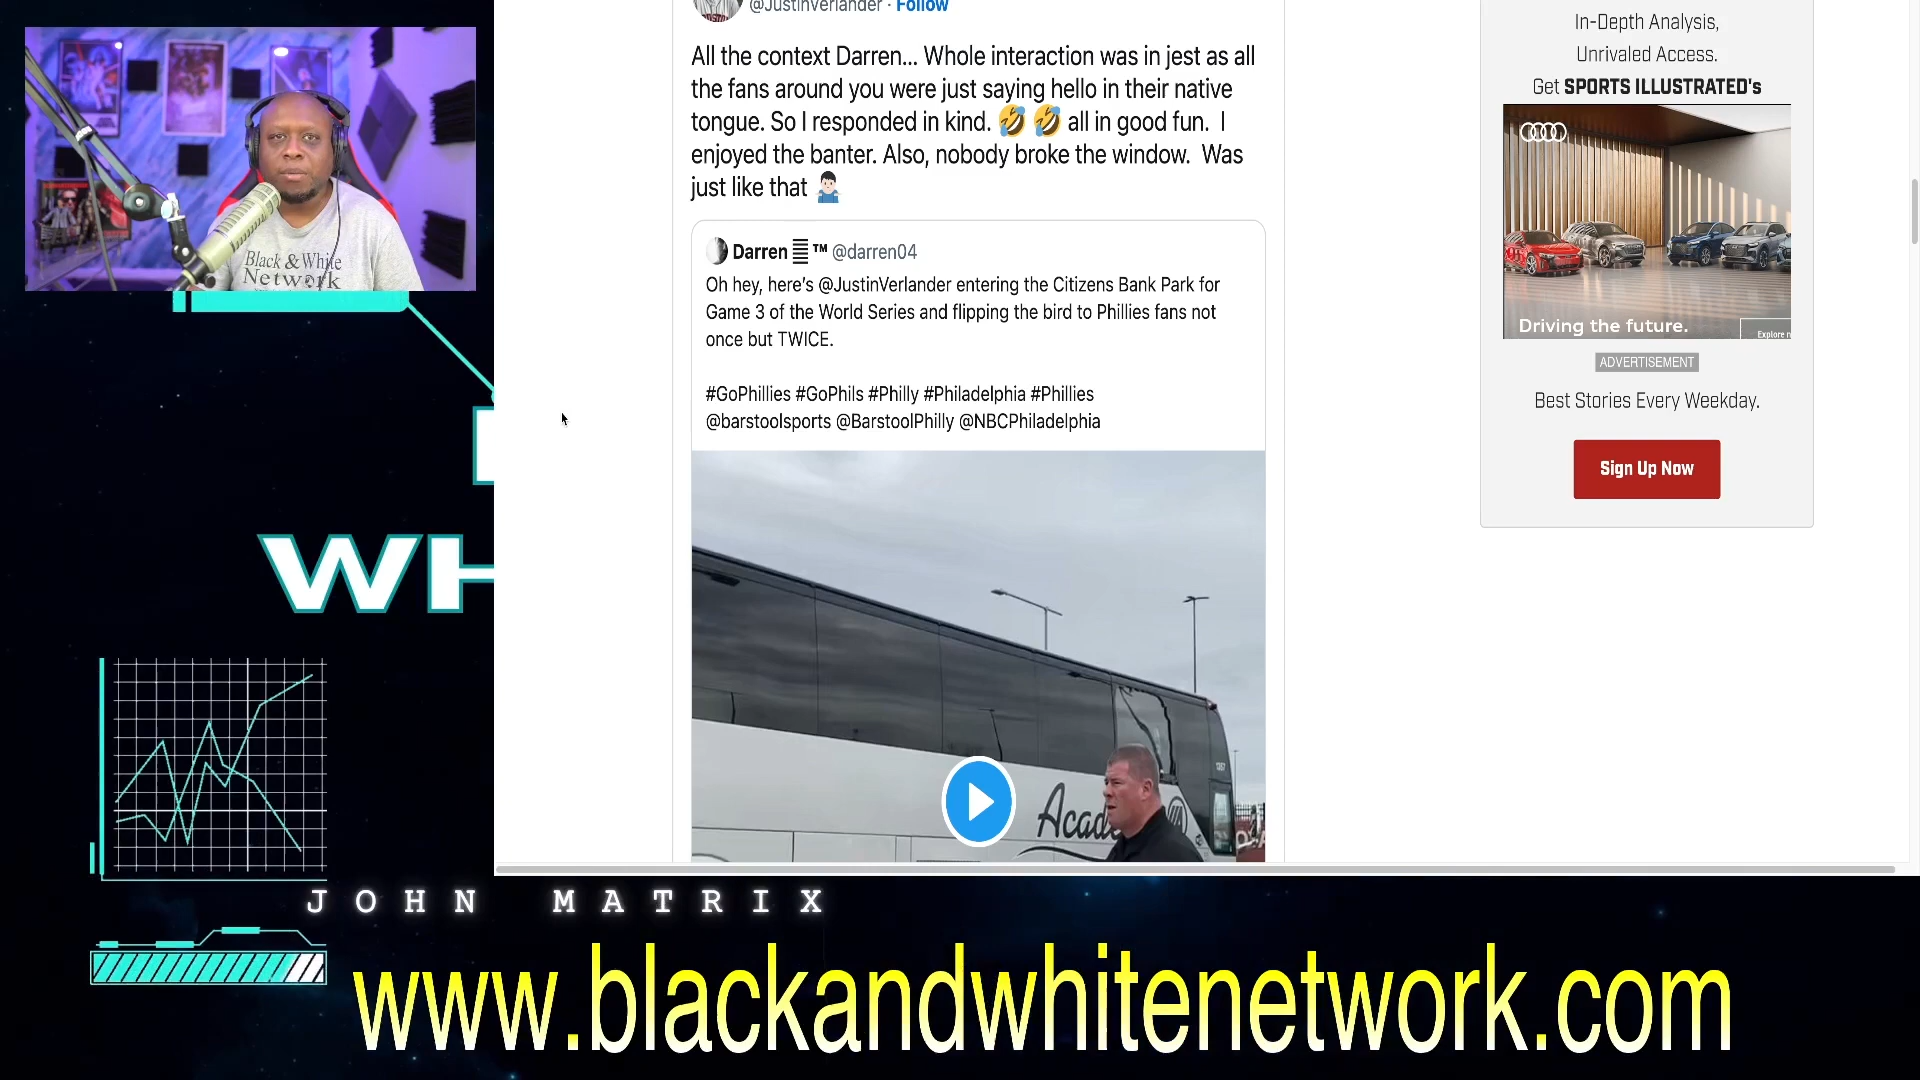 @JustinVerlander · Follow
All the context Darren... Whole interaction was in jest as all
the fans around you were just saying hello in their native
tongue. So I responded in kind. 🤣 🤣 all in good fun. I
enjoyed the banter. Also, nobody broke the window. Was
just like that 🤷🏻‍♂️
Darren ™ @darren04
Oh hey, here's @JustinVerlander entering the Citizens Bank Park for
Game 3 of the World Series and flipping the bird to Phillies fans not
once but TWICE.
#GoPhillies #GoPhils #Philly #Philadelphia #Phillies
@barstoolsports @BarstoolPhilly @NBCPhiladelphia
Acade
In-Depth Analysis,
Unrivaled Access.
Get SPORTS ILLUSTRATED's
Driving the future.
Explore n
ADVERTISEMENT
Best Stories Every Weekday.
Sign Up Now
Black & White
Network
WH
JOHN MATRIX
www.blackandwhitenetwork.com